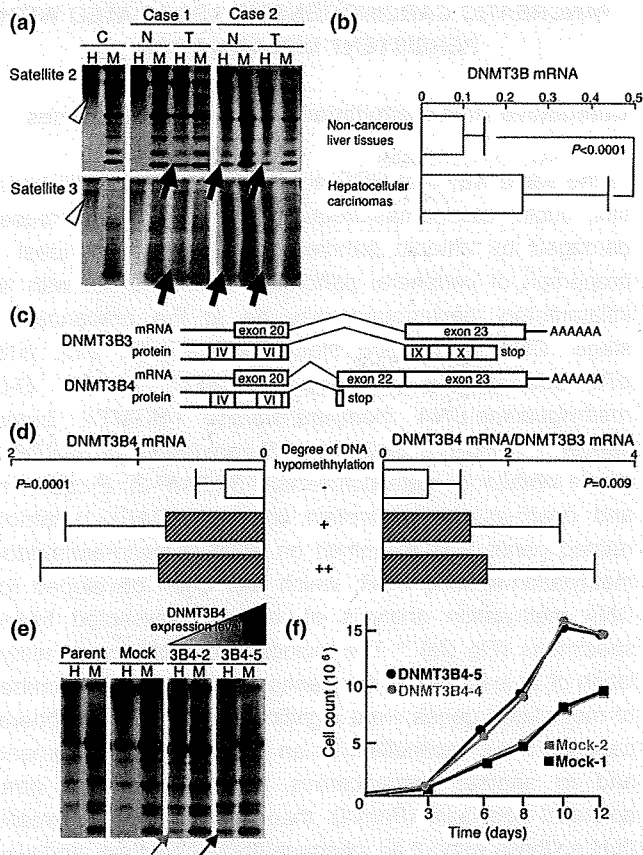 (a)
Case 1
Case 2
C
N
T
N
T
H M H M H M H M H M
Satellite 2
Satellite 3
(b)
DNMT3B mRNA
0 0.1 0.2 0.3 0.4 0.5
Non-cancerous
liver tissues
P<0.0001
Hepatocellular
carcinomas
(c)
DNMT3B3
mRNA
exon 20
exon 23
AAAAAA
protein
IV
VI
IX
X
stop
DNMT3B4
mRNA
exon 20
exon 22
exon 23
AAAAAA
protein
IV
VI
stop
(d)
DNMT3B4 mRNA
2 1 0
P=0.0001
Degree of DNA
hypomethhylation
-
+
++
DNMT3B4 mRNA/DNMT3B3 mRNA
0 2 4
P=0.009
(e)
DNMT3B4
expression level
Parent Mock 3B4-2 3B4-5
H M H M H M H M
(f)
Cell count (10⁶)
15
10
5
DNMT3B4-5
DNMT3B4-4
Mock-2
Mock-1
3 6 8 10 12
Time (days)